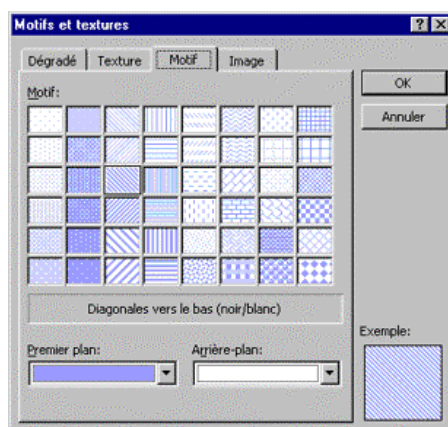 Motifs et textures
Dégradé Texture Motif Image
OK
Annuler
Motif:
Diagonales vers le bas (noir/blanc)
Premier plan: Arrière-plan:
Exemple: